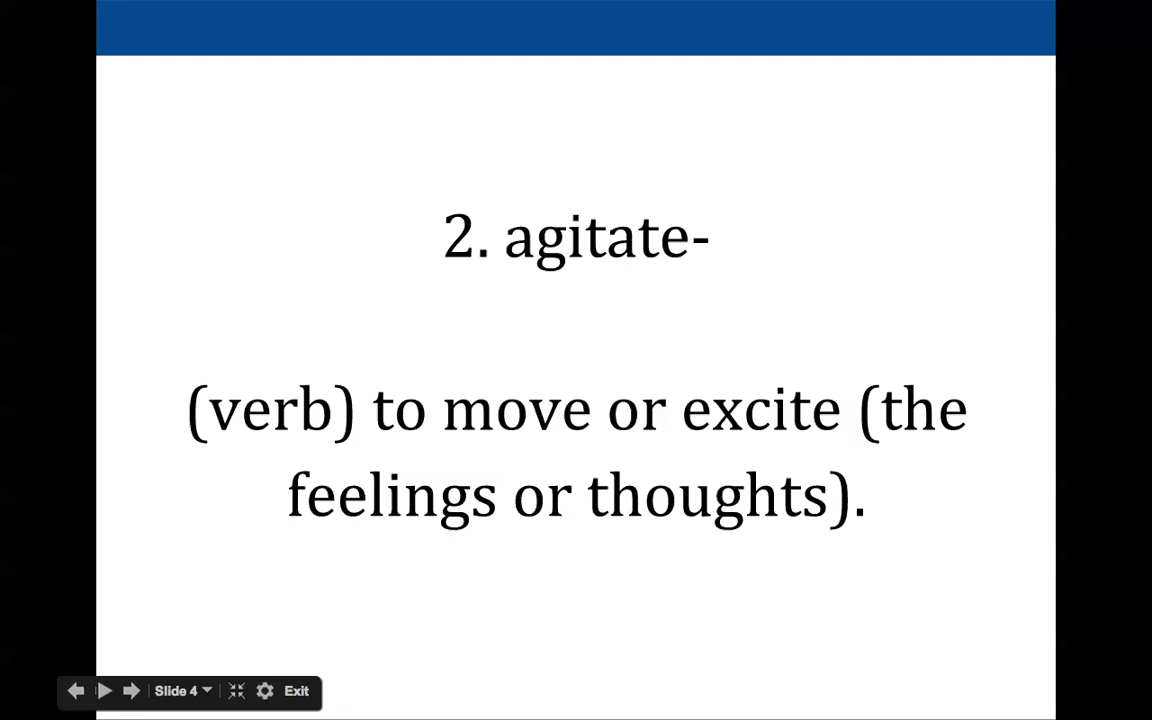 2. agitate-
(verb) to move or excite (the
feelings or thoughts).
Slide 4
Exit